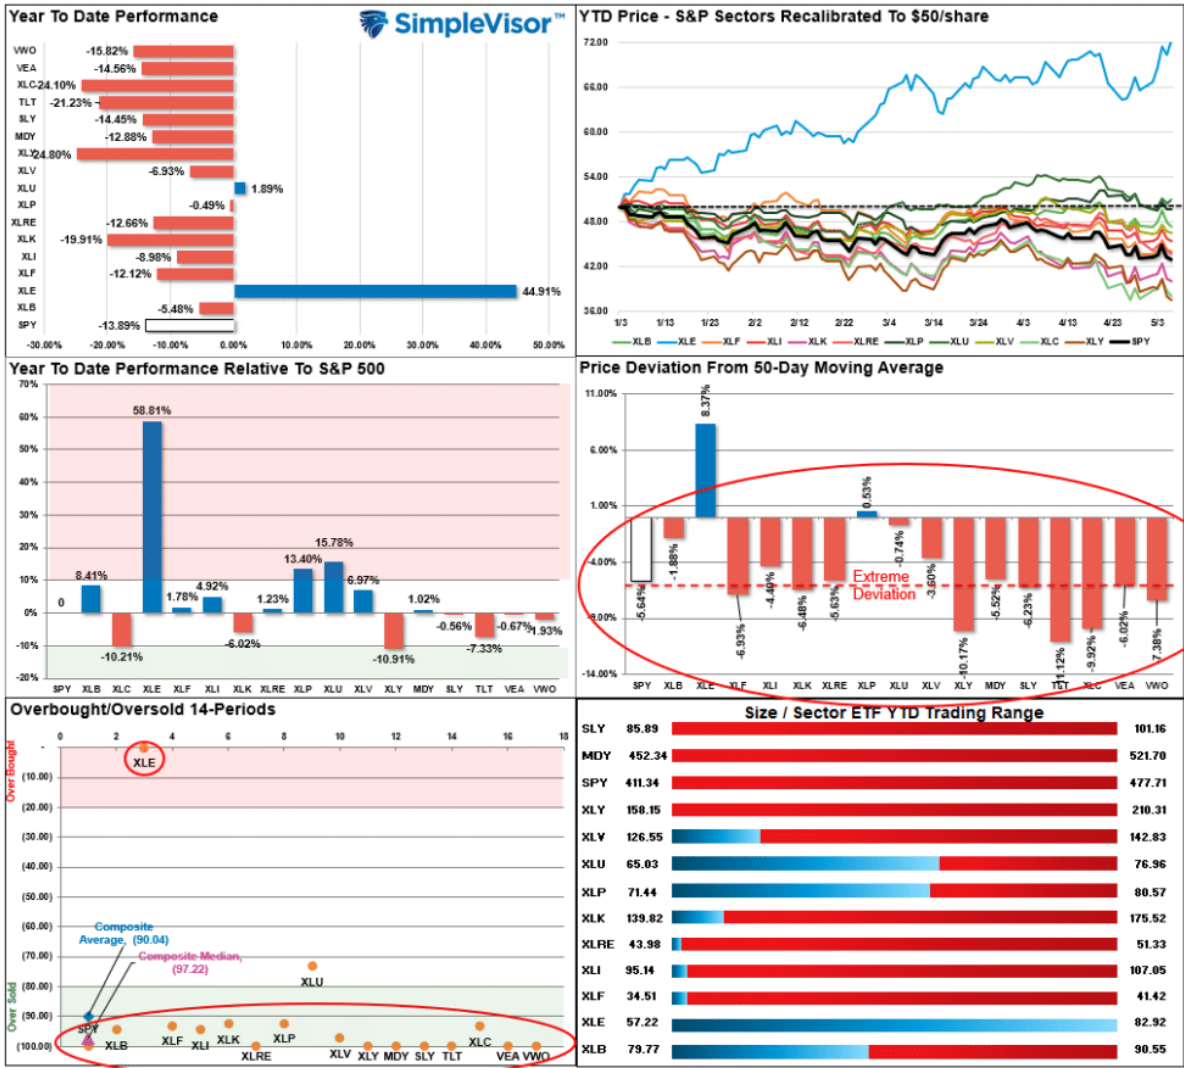 Year To Date Performance
SimpleVisor™
VWO -15.82%
VEA -14.56%
XLC -24.10%
TLT -21.23%
SLY -14.45%
MDY -12.88%
XLY -24.80%
XLV -6.93%
XLU 1.89%
XLP -0.49%
XLRE -12.66%
XLK -19.91%
XLI -8.98%
XLF -12.12%
XLE 44.91%
XLB -5.48%
SPY -13.89%
-30.00% -20.00% -10.00% 0.00% 10.00% 20.00% 30.00% 40.00% 50.00%
YTD Price - S&P Sectors Recalibrated To $50/share
72.00
66.00
60.00
54.00
48.00
42.00
36.00
1/3 1/13 1/23 2/2 2/12 2/22 3/4 3/14 3/24 4/3 4/13 4/23 5/3
XLB XLE XLF XLI XLK XLRE XLP XLU XLV XLC XLY SPY
Year To Date Performance Relative To S&P 500
70%
60%
50%
40%
30%
20%
10%
0%
-10%
-20%
0 8.41% -10.21% 58.81% 1.78% 4.92% -6.02% 1.23% 13.40% 15.78% 6.97% -10.91% 1.02% -0.56% -7.33% -0.67% -1.93%
SPY XLB XLC XLE XLF XLI XLK XLRE XLP XLU XLV XLY MDY SLY TLT VEA VWO
Price Deviation From 50-Day Moving Average
11.00%
6.00%
1.00%
-4.00%
-9.00%
-14.00%
-5.64% -1.88% 8.37% -6.93% -4.40% -6.48% -5.63% 0.53% -0.74% -3.60% -10.17% -5.52% -6.23% -11.12% -9.92% -6.02% -7.38%
Extreme
Deviation
SPY XLB XLE XLF XLI XLK XLRE XLP XLU XLV XLY MDY SLY TLT XLC VEA VWO
Overbought/Oversold 14-Periods
0 2 4 6 8 10 12 14 16 18
Over Bought
-
(10.00)
(20.00)
(30.00)
(40.00)
(50.00)
(60.00)
(70.00)
(80.00)
(90.00)
(100.00)
Over Sold
XLE
Composite
Average, (90.04)
Composite Median,
(97.22)
XLU
SPY XLB XLF XLI XLK XLRE XLP XLV XLY MDY SLY TLT XLC VEA VWO
Size / Sector ETF YTD Trading Range
SLY 85.89 101.16
MDY 452.34 521.70
SPY 411.34 477.71
XLY 158.15 210.31
XLV 126.55 142.83
XLU 65.03 76.96
XLP 71.44 80.57
XLK 139.82 175.52
XLRE 43.98 51.33
XLI 95.14 107.05
XLF 34.51 41.42
XLE 57.22 82.92
XLB 79.77 90.55